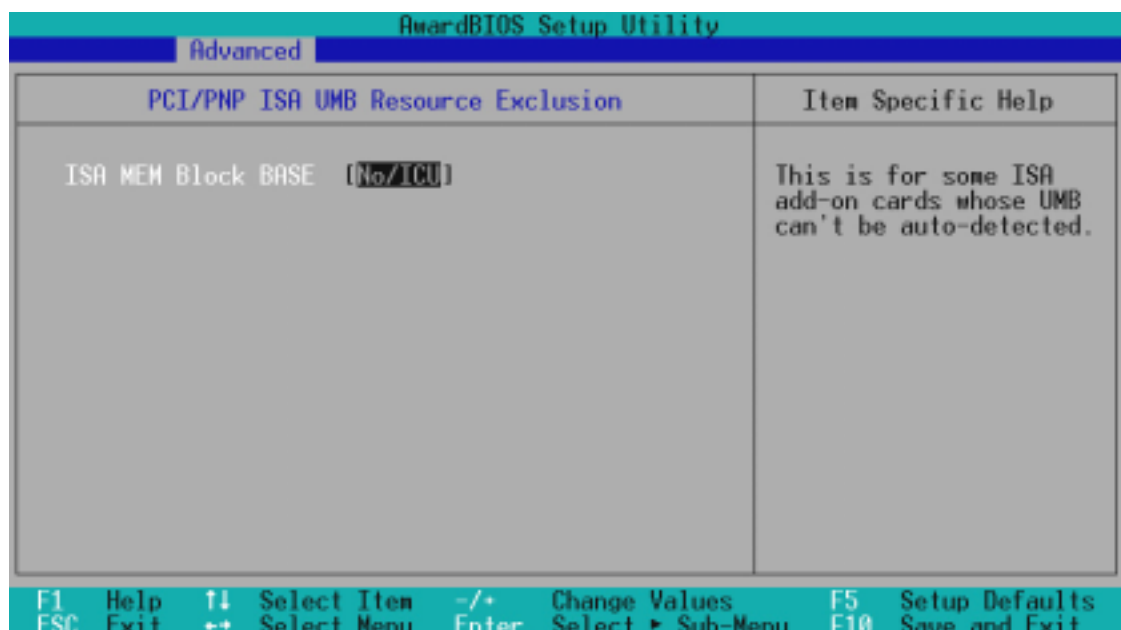 AwardBIOS Setup Utility
Advanced
PCI/PNP ISA UMB Resource Exclusion
Item Specific Help
ISA MEM Block BASE [No/ICU]
This is for some ISA
add-on cards whose UMB
can't be auto-detected.
F1 Help ↑↓ Select Item -/+ Change Values F5 Setup Defaults
ESC Exit ←→ Select Menu Enter Select ► Sub-Menu F10 Save and Exit